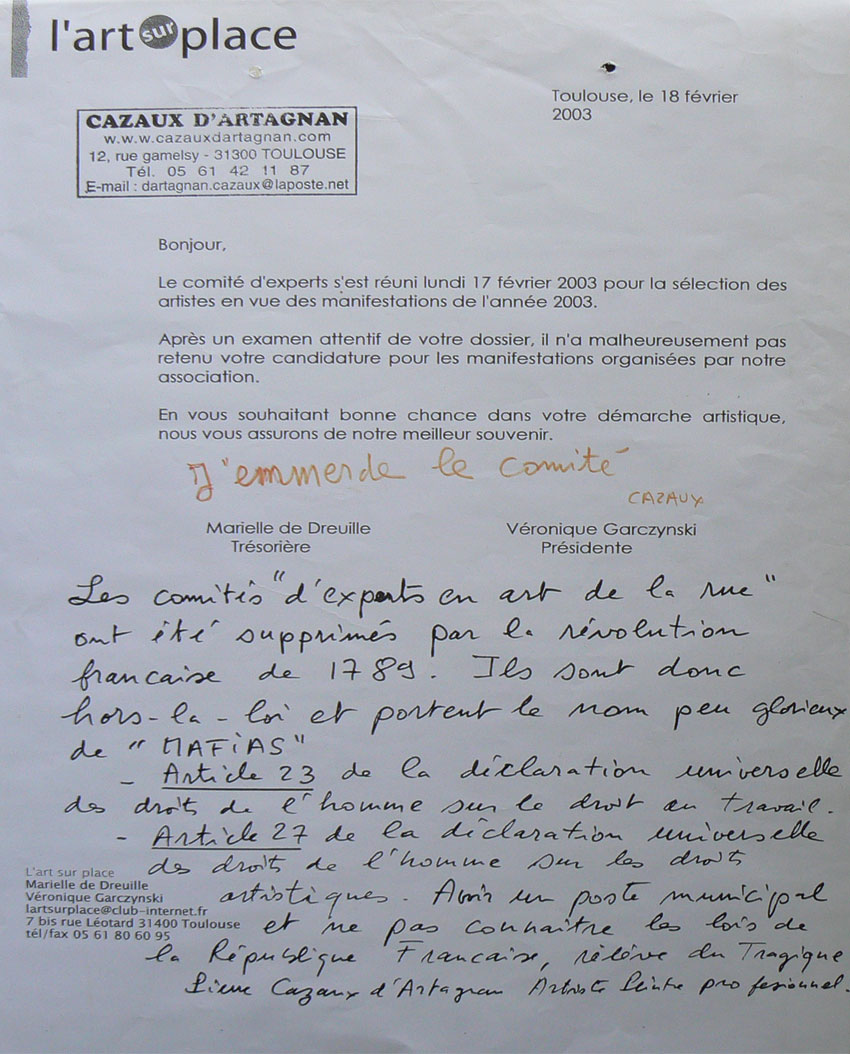 l'art sur place
Toulouse, le 18 février
2003
CAZAUX D'ARTAGNAN
w.w.w.cazauxdartagnan.com
12, rue gamelsy - 31300 TOULOUSE
Tél. 05 61 42 11 87
E-mail : dartagnan.cazaux@laposte.net
Bonjour,
Le comité d'experts s'est réuni lundi 17 février 2003 pour la sélection des
artistes en vue des manifestations de l'année 2003.
Après un examen attentif de votre dossier, il n'a malheureusement pas
retenu votre candidature pour les manifestations organisées par notre
association.
En vous souhaitant bonne chance dans votre démarche artistique,
nous vous assurons de notre meilleur souvenir.
J'emmerde le comité
CAZAUX
Marielle de Dreuille
Trésorière
Véronique Garczynski
Présidente
Les comités "d'experts en art de la rue"
ont été supprimés par la révolution
francaise de 1789. Ils sont donc
hors-la-loi et portent le nom peu glorieux
de "MAFiAS"
- Article 23 de la déclaration universelle
des droits de l'homme sur le droit au travail.
- Article 27 de la déclaration universelle
des droits de l'homme sur les droits
artistiques. Avoir un poste municipal
et ne pas connaitre les lois de
la République Francaise, rélève du Tragique
Pierre Cazaux d'Artagnan Artiste Peintre profesionnel.
L'art sur place
Marielle de Dreuille
Véronique Garczynski
lartsurplace@club-internet.fr
7 bis rue Léotard 31400 Toulouse
tél/fax 05 61 80 60 95